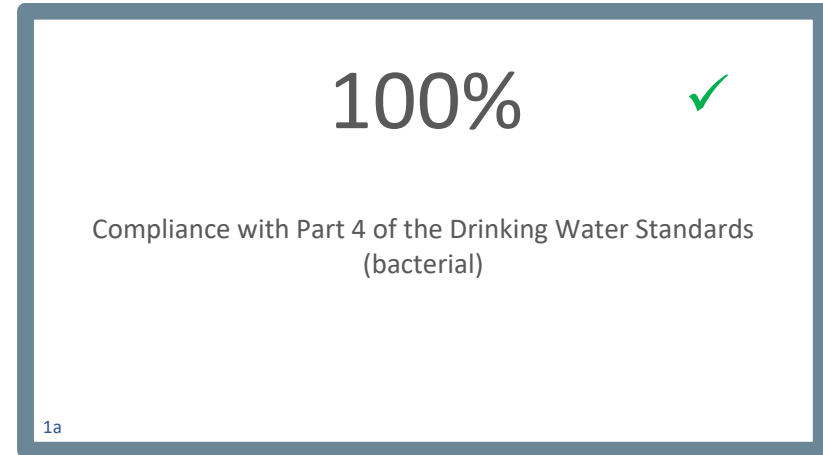 100% ✓
Compliance with Part 4 of the Drinking Water Standards
(bacterial)
1a